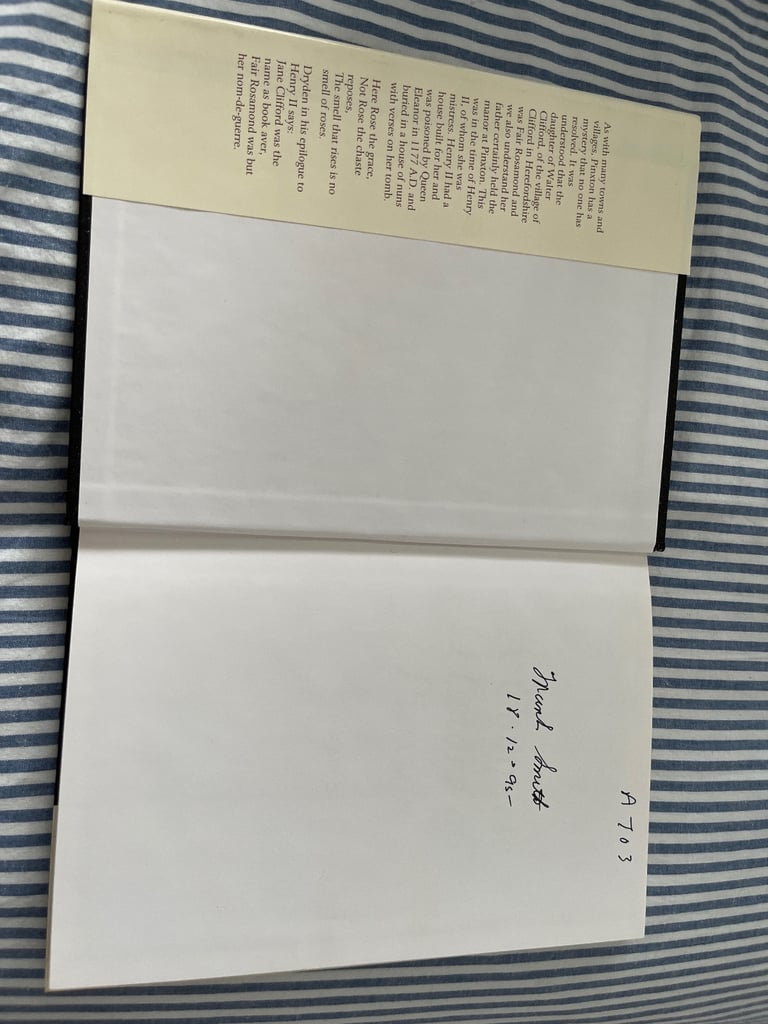 As with many towns and
villages, Pinxton has a
mystery that no one has
resolved. It was
understood that the
daughter of Walter
Clifford, of the village of
Clifford in Herefordshire
was Fair Rosamond and
we also understand her
father certainly held the
manor at Pinxton. This
was in the time of Henry
II, of whom she was
mistress. Henry II had a
house built for her and
was poisoned by Queen
Eleanor in 1177 A.D. and
buried in a house of nuns
with verses on her tomb.
Here Rose the grace,
Not Rose the chaste
reposes,
The smell that rises is no
smell of roses.
Dryden in his epilogue to
Henry II says:
Jane Clifford was the
name as book aver,
Fair Rosamond was but
her nom-de-guerre.
A 703
Smith
18.12.95